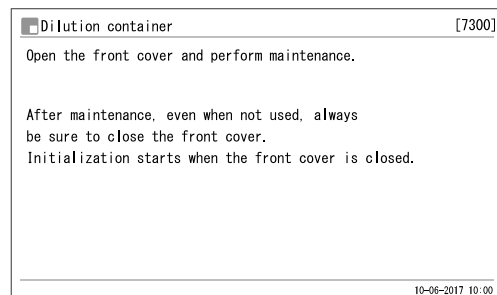 Dilution container [7300]
Open the front cover and perform maintenance.
After maintenance, even when not used, always
be sure to close the front cover.
Initialization starts when the front cover is closed.
10-06-2017 10:00